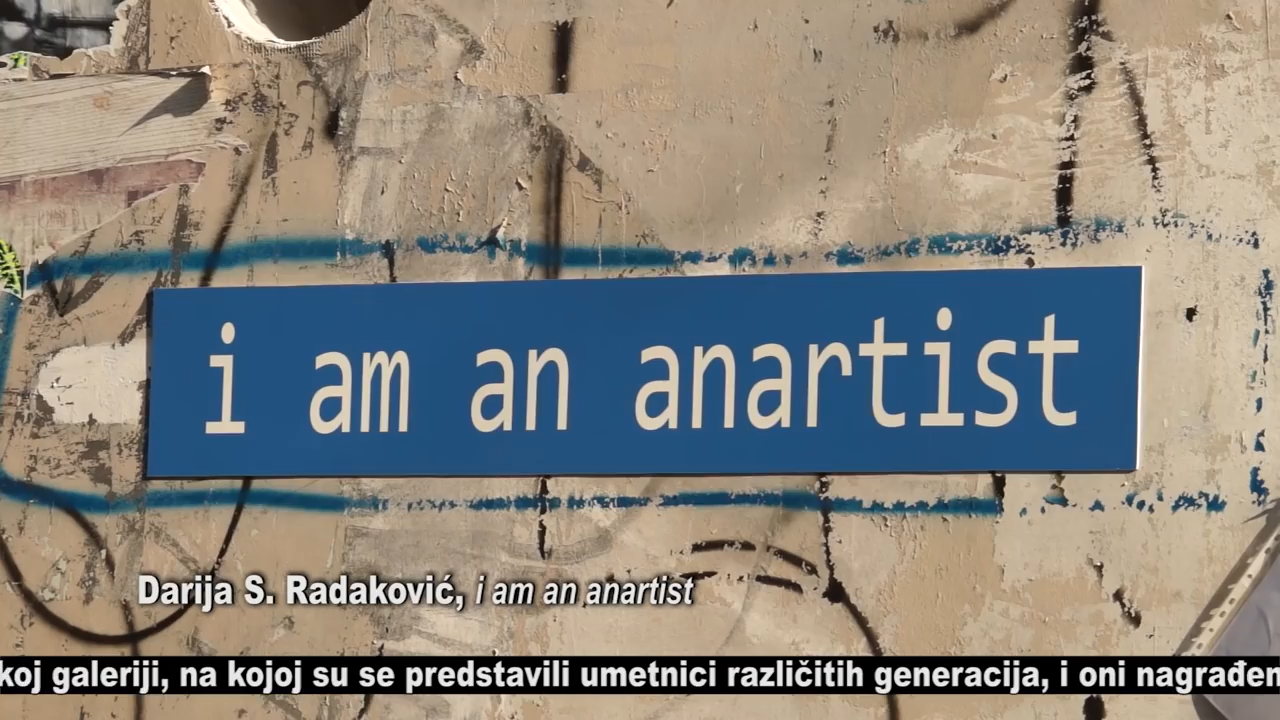 i am an anartist
Darija S. Radaković, i am an anartist
koj galeriji, na kojoj su se predstavili umetnici različitih generacija, i oni nagrađen